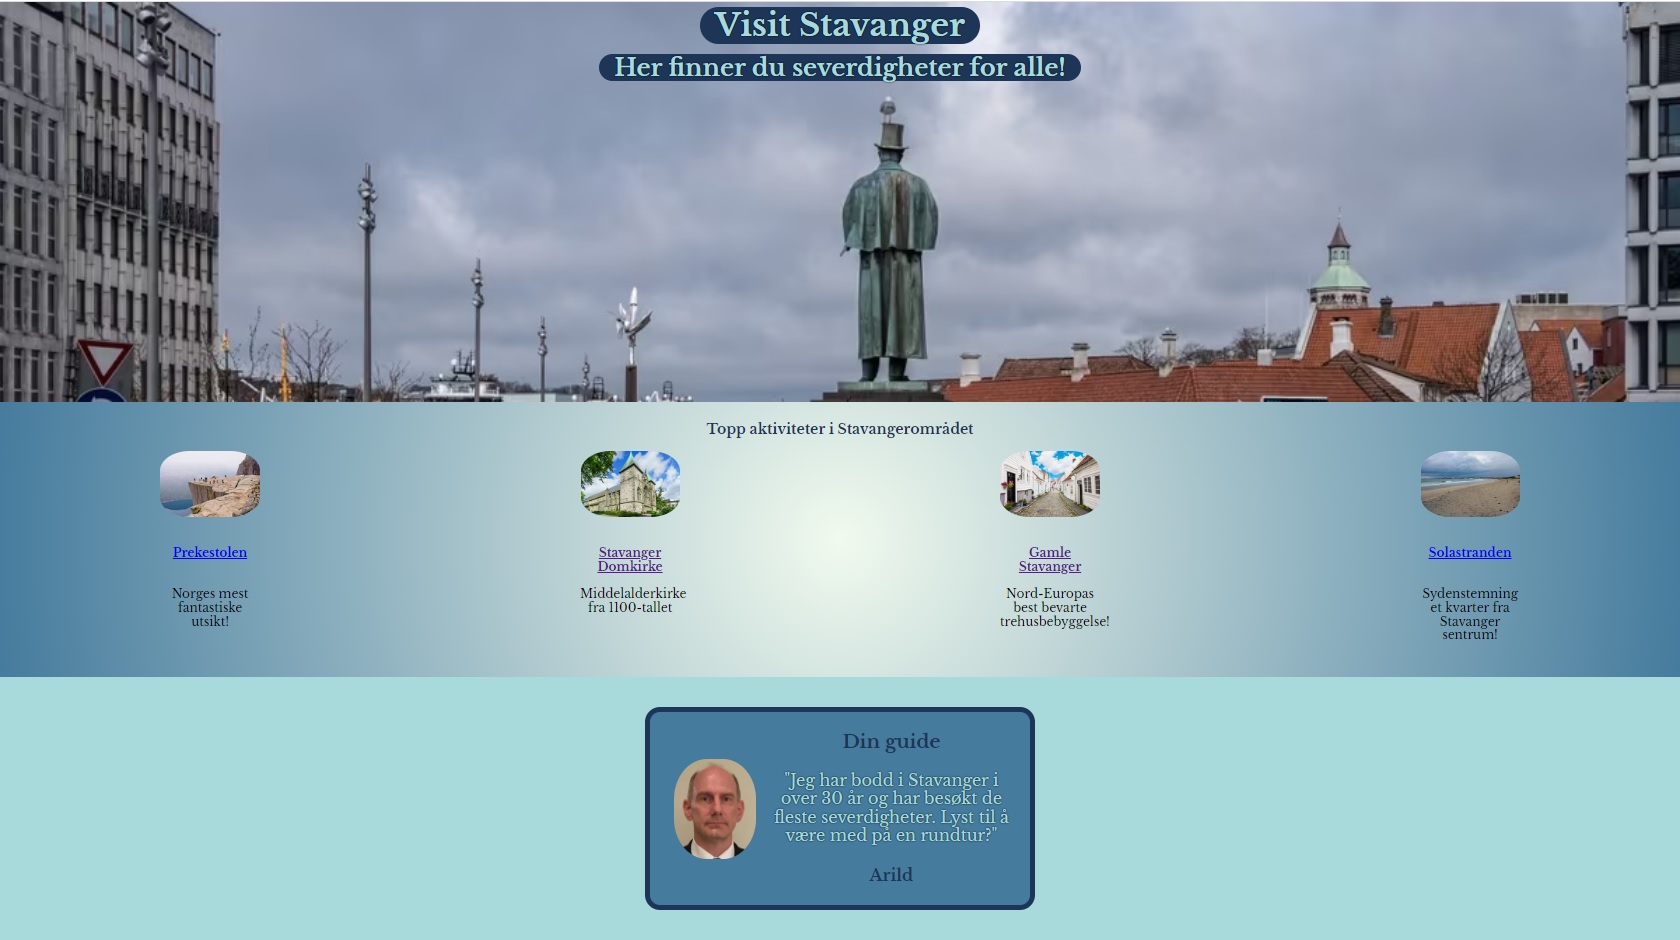 Visit Stavanger
Her finner du severdigheter for alle!
Topp aktiviteter i Stavangerområdet
Prekestolen
Norges mest
fantastiske
utsikt!
Stavanger
Domkirke
Middelalderkirke
fra 1100-tallet
Gamle
Stavanger
Nord-Europas
best bevarte
trehusbebyggelse!
Solastranden
Sydenstemning
et kvarter fra
Stavanger
sentrum!
Din guide
"Jeg har bodd i Stavanger i
over 30 år og har besøkt de
fleste severdigheter. Lyst til å
være med på en rundtur?"
Arild